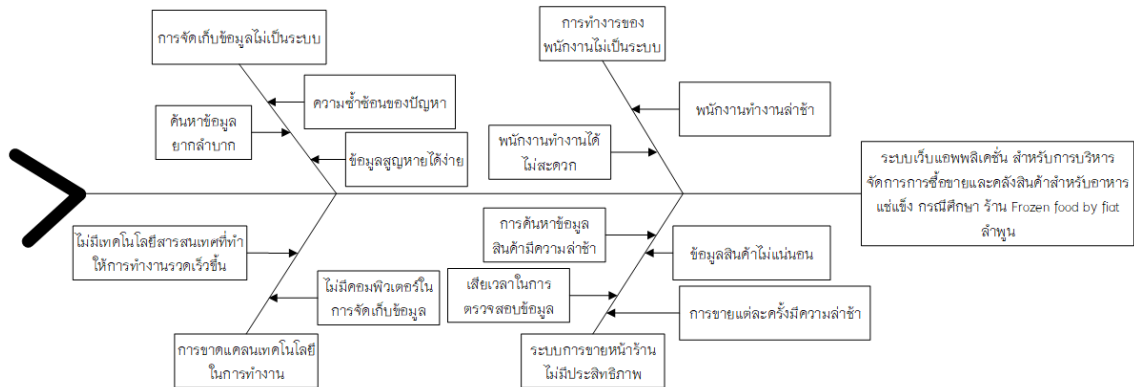 การจัดเก็บข้อมูลไม่เป็นระบบ
ความซ้ำซ้อนของปัญหา
ค้นหาข้อมูล
ยากลำบาก
ข้อมูลสูญหายได้ง่าย
การทำงารของ
พนักงานไม่เป็นระบบ
พนักงานทำงานล่าช้า
พนักงานทำงานได้
ไม่สะดวก
ระบบเว็บแอพพลิเคชั่น สำหรับการบริหาร
จัดการการซื้อขายและคลังสินค้าสำหรับอาหาร
แช่แข็ง กรณีศึกษา ร้าน Frozen food by fiat
ลำพูน
ไม่มีเทคโนโลยีสารสนเทศที่ทำ
ให้การทำงานรวดเร็วขึ้น
ไม่มีคอมพิวเตอร์ใน
การจัดเก็บข้อมูล
การขาดแคลนเทคโนโลยี
ในการทำงาน
การค้นหาข้อมูล
สินค้ามีความล่าช้า
ข้อมูลสินค้าไม่แน่นอน
เสียเวลาในการ
ตรวจสอบข้อมูล
การขายแต่ละครั้งมีความล่าช้า
ระบบการขายหน้าร้าน
ไม่มีประสิทธิภาพ